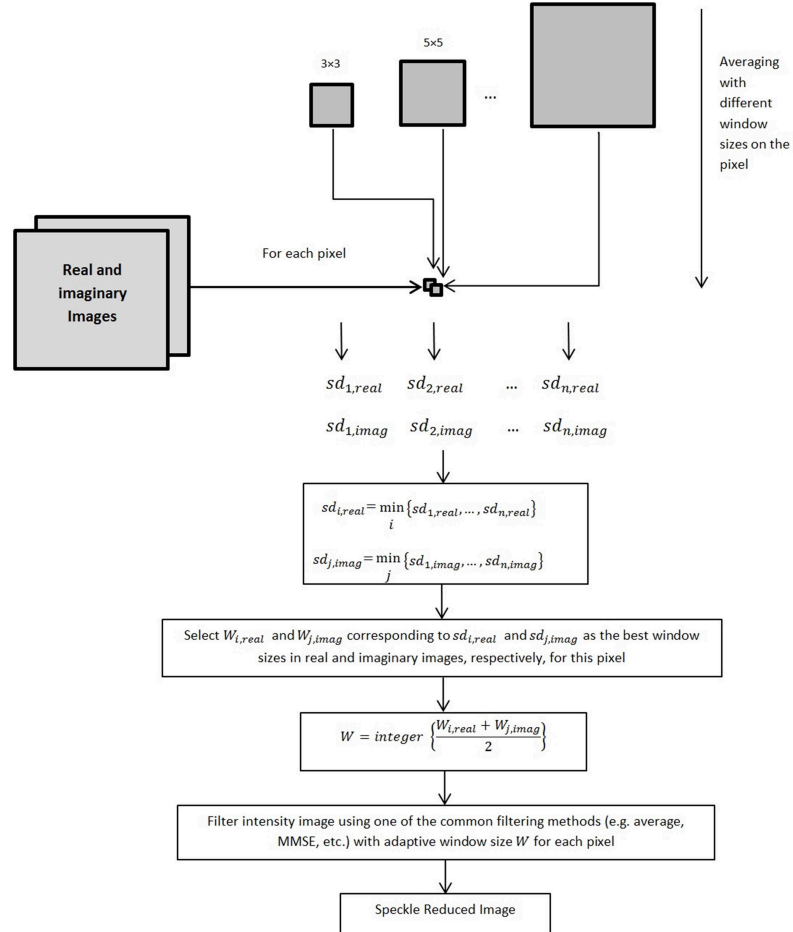 3×3
5×5
...
Averaging
with
different
window
sizes on the
pixel
For each pixel
Real and
imaginary
Images
sd₁,real sd₂,real ... sdₙ,real
sd₁,imag sd₂,imag ... sdₙ,imag
sdᵢ,real = min {sd₁,real, ..., sdₙ,real}
i
sdⱼ,imag = min {sd₁,imag, ..., sdₙ,imag}
j
Select Wᵢ,real and Wⱼ,imag corresponding to sdᵢ,real and sdⱼ,imag as the best window
sizes in real and imaginary images, respectively, for this pixel
W = integer {(Wᵢ,real + Wⱼ,imag)/2}
Filter intensity image using one of the common filtering methods (e.g. average,
MMSE, etc.) with adaptive window size W for each pixel
Speckle Reduced Image